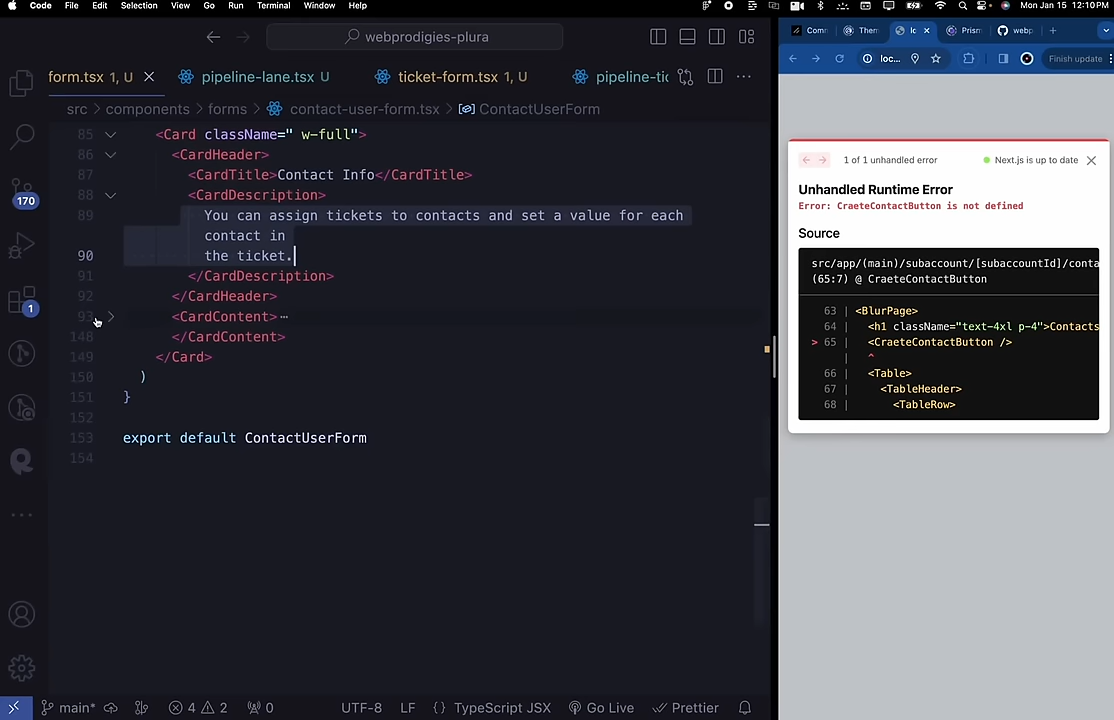 Code File Edit Selection View Go Run Terminal Window Help Mon Jan 15 12:10 PM
webprodigies-plura
form.tsx 1, U pipeline-lane.tsx U ticket-form.tsx 1, U pipeline-tic
src > components > forms > contact-user-form.tsx > ContactUserForm
85 <Card className=" w-full">
86 <CardHeader>
87 <CardTitle>Contact Info</CardTitle>
88 <CardDescription>
89 You can assign tickets to contacts and set a value for each
contact in
90 the ticket.
91 </CardDescription>
92 </CardHeader>
93 <CardContent> ⋯
148 </CardContent>
149 </Card>
150 )
151 }
152
153 export default ContactUserForm
154
170
1
main* 4 2 0 UTF-8 LF {} TypeScript JSX Go Live Prettier
Comm Them lc Prism webp
loc... Finish update
1 of 1 unhandled error Next.js is up to date
Unhandled Runtime Error
Error: CraeteContactButton is not defined
Source
src/app/(main)/subaccount/[subaccountId]/conta
(65:7) @ CraeteContactButton
63 | <BlurPage>
64 | <h1 className="text-4xl p-4">Contacts
> 65 | <CraeteContactButton />
| ^
66 | <Table>
67 | <TableHeader>
68 | <TableRow>